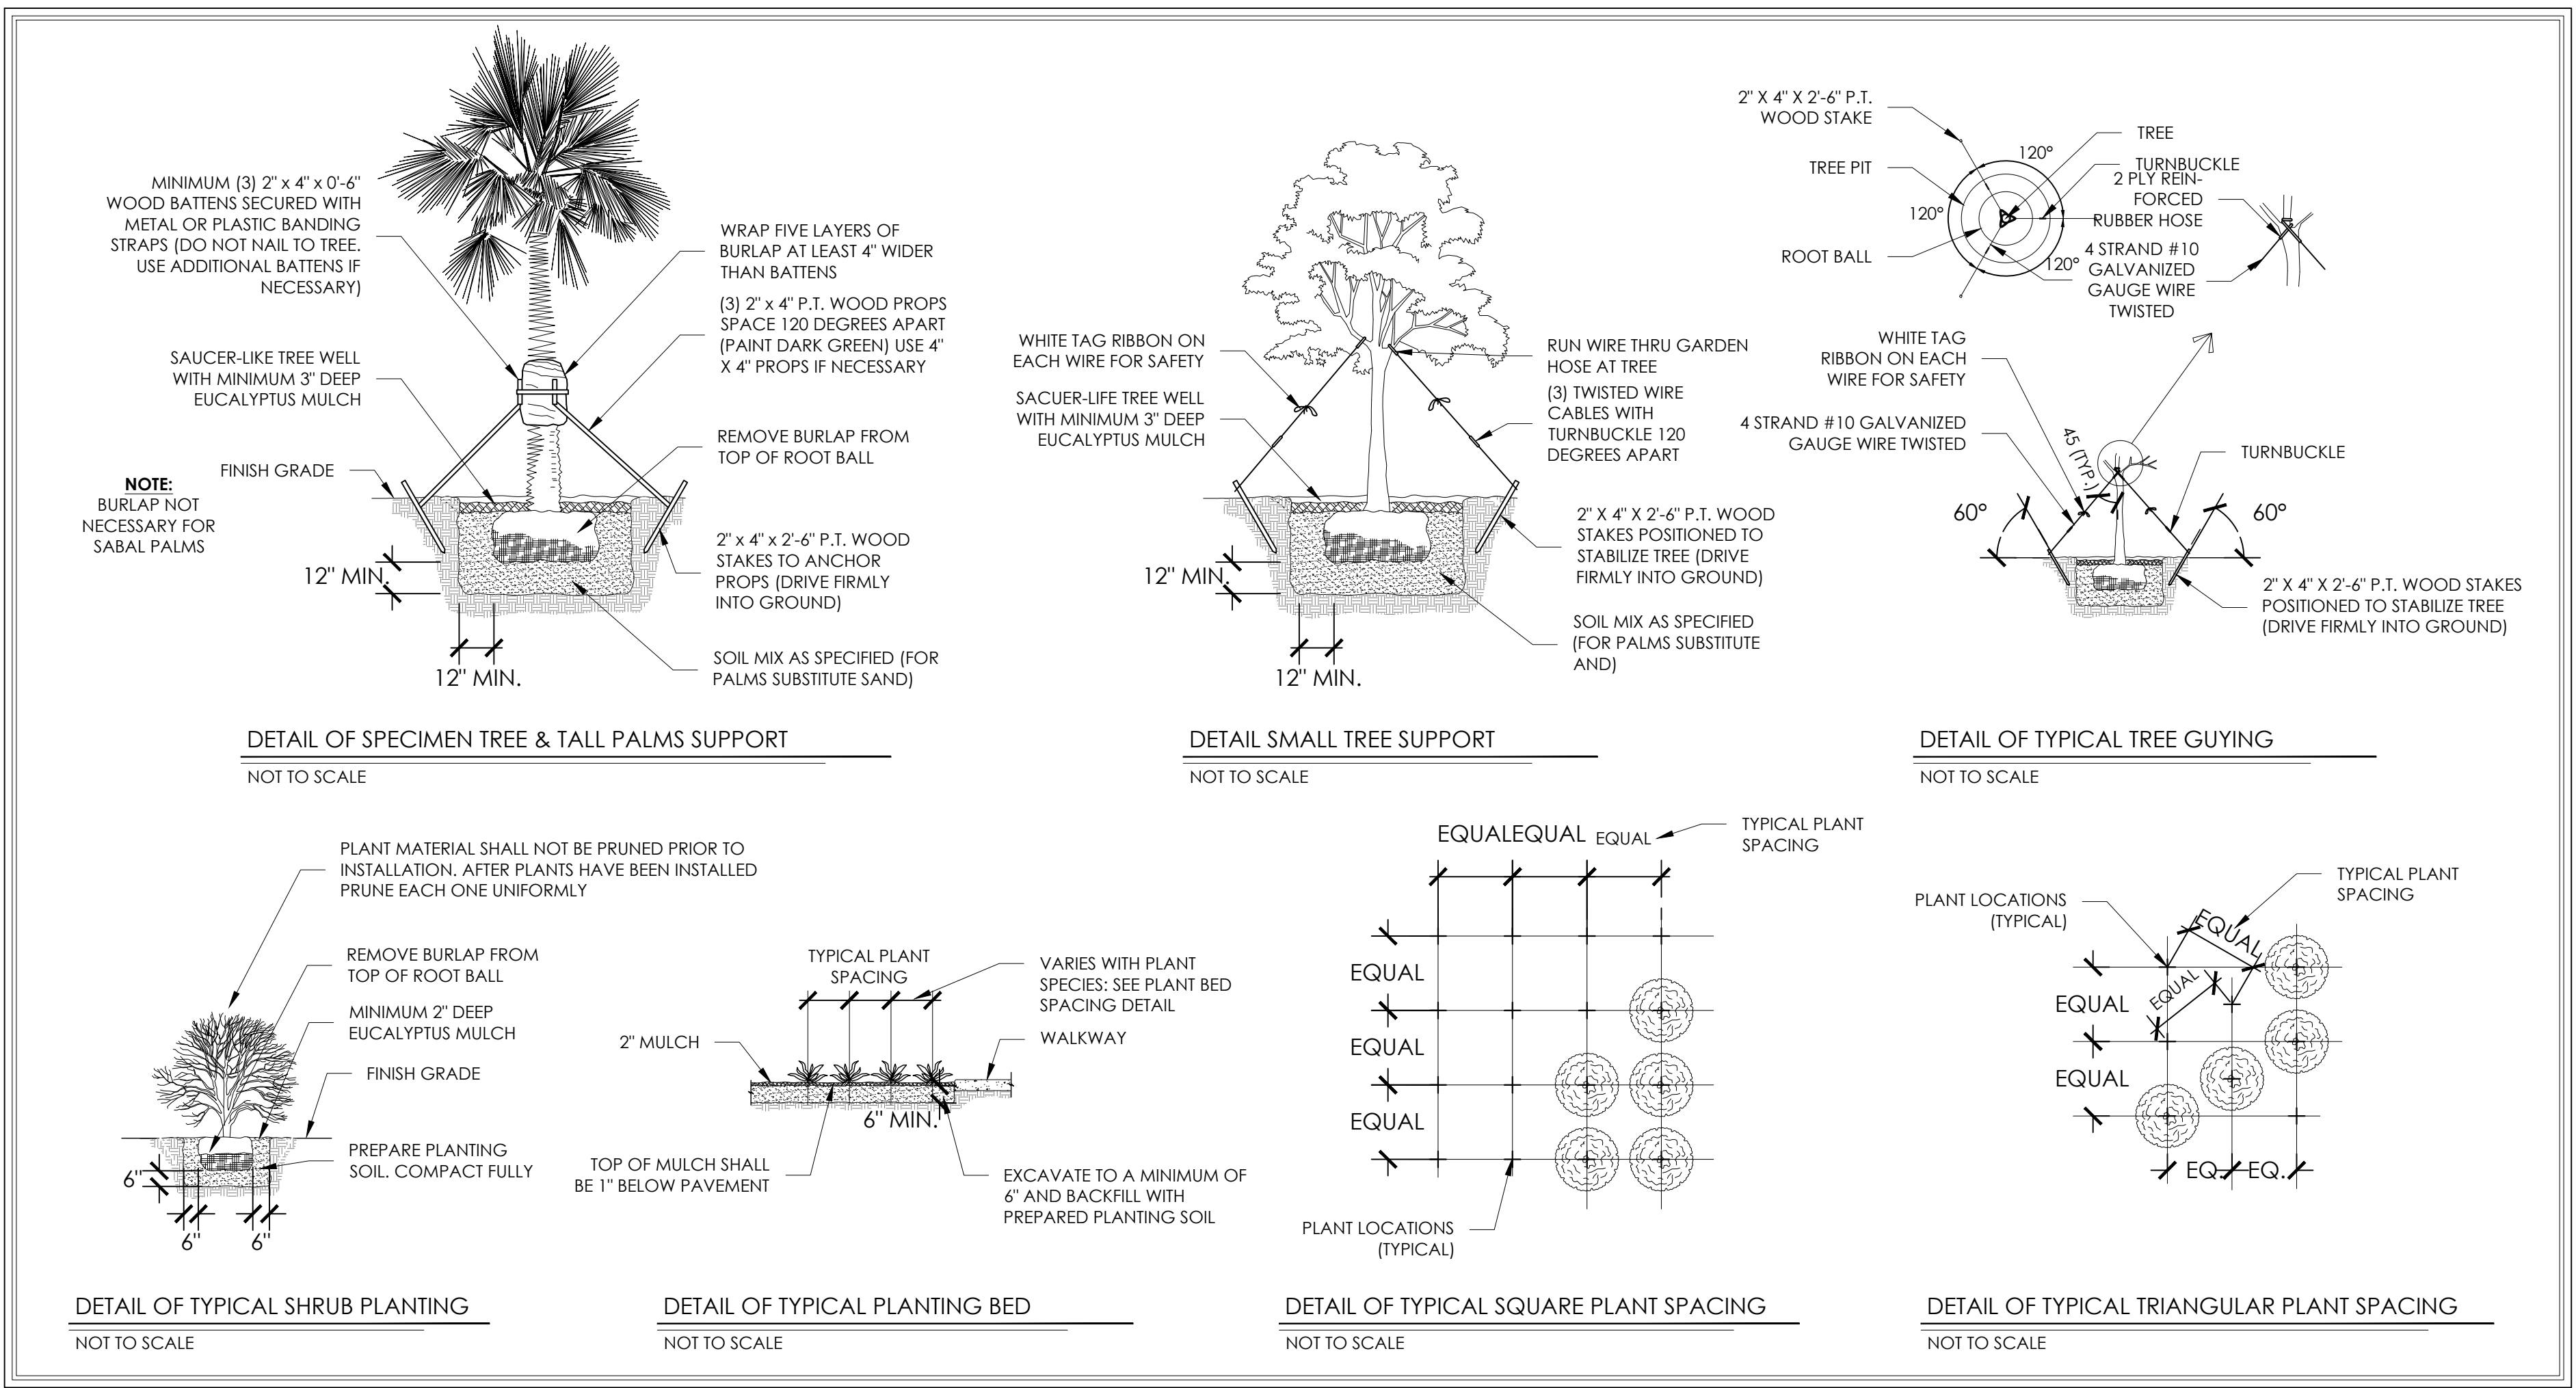 MINIMUM (3) 2" x 4" x 0'-6"
WOOD BATTENS SECURED WITH
METAL OR PLASTIC BANDING
STRAPS (DO NOT NAIL TO TREE.
USE ADDITIONAL BATTENS IF
NECESSARY)
SAUCER-LIKE TREE WELL
WITH MINIMUM 3" DEEP
EUCALYPTUS MULCH
FINISH GRADE
NOTE:
BURLAP NOT
NECESSARY FOR
SABAL PALMS
12" MIN.
12" MIN.
WRAP FIVE LAYERS OF
BURLAP AT LEAST 4" WIDER
THAN BATTENS
(3) 2" x 4" P.T. WOOD PROPS
SPACE 120 DEGREES APART
(PAINT DARK GREEN) USE 4"
X 4" PROPS IF NECESSARY
REMOVE BURLAP FROM
TOP OF ROOT BALL
2" x 4" x 2'-6" P.T. WOOD
STAKES TO ANCHOR
PROPS (DRIVE FIRMLY
INTO GROUND)
SOIL MIX AS SPECIFIED (FOR
PALMS SUBSTITUTE SAND)
DETAIL OF SPECIMEN TREE & TALL PALMS SUPPORT
NOT TO SCALE
WHITE TAG RIBBON ON
EACH WIRE FOR SAFETY
SACUER-LIFE TREE WELL
WITH MINIMUM 3" DEEP
EUCALYPTUS MULCH
12" MIN.
12" MIN.
RUN WIRE THRU GARDEN
HOSE AT TREE
(3) TWISTED WIRE
CABLES WITH
TURNBUCKLE 120
DEGREES APART
2" X 4" X 2'-6" P.T. WOOD
STAKES POSITIONED TO
STABILIZE TREE (DRIVE
FIRMLY INTO GROUND)
SOIL MIX AS SPECIFIED
(FOR PALMS SUBSTITUTE
AND)
DETAIL SMALL TREE SUPPORT
NOT TO SCALE
2" X 4" X 2'-6" P.T.
WOOD STAKE
TREE PIT
ROOT BALL
120°
120°
120°
TREE
TURNBUCKLE
2 PLY REIN-
FORCED
RUBBER HOSE
4 STRAND #10
GALVANIZED
GAUGE WIRE
TWISTED
WHITE TAG
RIBBON ON EACH
WIRE FOR SAFETY
4 STRAND #10 GALVANIZED
GAUGE WIRE TWISTED
45 (TYP.)
TURNBUCKLE
60°
60°
2" X 4" X 2'-6" P.T. WOOD STAKES
POSITIONED TO STABILIZE TREE
(DRIVE FIRMLY INTO GROUND)
DETAIL OF TYPICAL TREE GUYING
NOT TO SCALE
PLANT MATERIAL SHALL NOT BE PRUNED PRIOR TO
INSTALLATION. AFTER PLANTS HAVE BEEN INSTALLED
PRUNE EACH ONE UNIFORMLY
REMOVE BURLAP FROM
TOP OF ROOT BALL
MINIMUM 2" DEEP
EUCALYPTUS MULCH
FINISH GRADE
PREPARE PLANTING
SOIL. COMPACT FULLY
6"
6"
6"
DETAIL OF TYPICAL SHRUB PLANTING
NOT TO SCALE
TYPICAL PLANT
SPACING
VARIES WITH PLANT
SPECIES: SEE PLANT BED
SPACING DETAIL
2" MULCH
WALKWAY
6" MIN.
TOP OF MULCH SHALL
BE 1" BELOW PAVEMENT
EXCAVATE TO A MINIMUM OF
6" AND BACKFILL WITH
PREPARED PLANTING SOIL
DETAIL OF TYPICAL PLANTING BED
NOT TO SCALE
EQUAL
EQUAL
EQUAL
TYPICAL PLANT
SPACING
EQUAL
EQUAL
EQUAL
PLANT LOCATIONS
(TYPICAL)
DETAIL OF TYPICAL SQUARE PLANT SPACING
NOT TO SCALE
TYPICAL PLANT
SPACING
PLANT LOCATIONS
(TYPICAL)
EQUAL
EQUAL
EQUAL
EQUAL
EQ.
EQ.
DETAIL OF TYPICAL TRIANGULAR PLANT SPACING
NOT TO SCALE